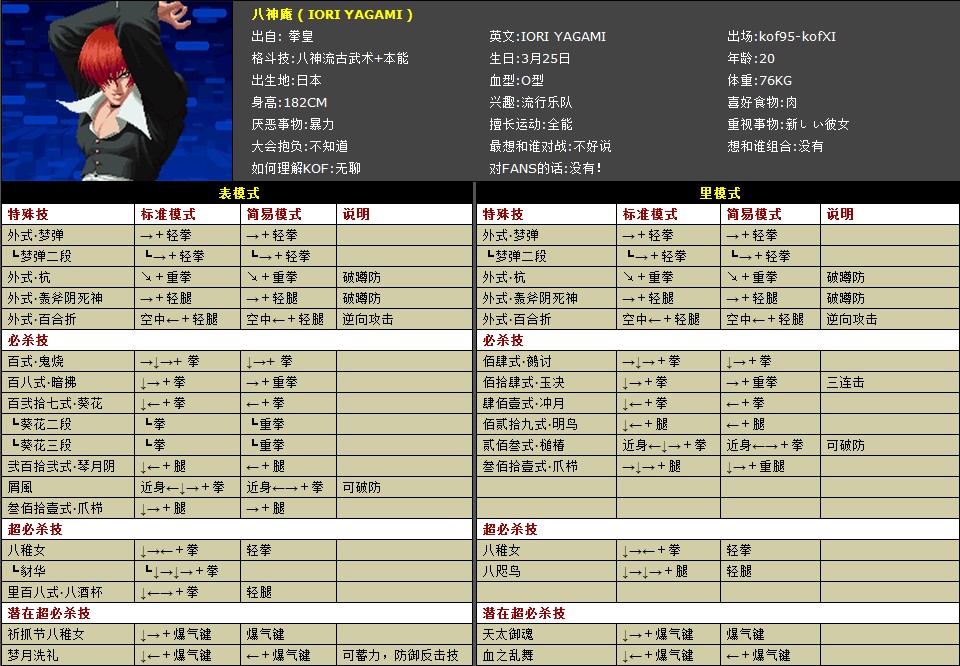 八神庵 ( IORI YAGAMI )
出自: 拳皇 英文:IORI YAGAMI 出场:kof95-kofXI
格斗技:八神流古武术+本能 生日:3月25日 年龄:20
出生地:日本 血型:O型 体重:76KG
身高:182CM 兴趣:流行乐队 喜好食物:肉
厌恶事物:暴力 擅长运动:全能 重视事物:新しい彼女
大会抱负:不知道 最想和谁对战:不好说 想和谁组合:没有
如何理解KOF:无聊 对FANS的话:没有!
表模式 里模式
特殊技 标准模式 简易模式 说明 特殊技 标准模式 简易模式 说明
外式·梦弹 →+轻拳 →+轻拳 外式·梦弹 →+轻拳 →+轻拳
┗梦弹二段 ┗→+轻拳 ┗→+轻拳 ┗梦弹二段 ┗→+轻拳 ┗→+轻拳
外式·杭 ↘+重拳 ↘+重拳 破蹲防 外式·杭 ↘+重拳 ↘+重拳 破蹲防
外式·轰斧阴死神 →+轻腿 →+轻腿 破蹲防 外式·轰斧阴死神 →+轻腿 →+轻腿 破蹲防
外式·百合折 空中←+轻腿 空中←+轻腿 逆向攻击 外式·百合折 空中←+轻腿 空中←+轻腿 逆向攻击
必杀技 必杀技
百式·鬼烧 →↓→+ 拳 ↓→+ 拳 佰肆式·鹇讨 →↓→+拳 ↓→+拳
百八式·暗拂 ↓→+拳 →+重拳 佰拾肆式·玉决 ↓→+拳 →+重拳 三连击
百弐拾七式·葵花 ↓←+拳 ←+拳 肆佰壹式·冲月 ↓←+拳 ←+拳
┗葵花二段 ┗拳 ┗重拳 佰贰拾九式·明鸟 ↓←+腿 ←+腿
┗葵花三段 ┗拳 ┗重拳 贰佰叁式·槌椿 近身←↓→+拳 近身←→+拳 可破防
弐百拾弐式·琴月阴 ↓←+腿 ←+腿 叁佰拾壹式·爪栉 →↓→+腿 ↓→+重腿
屑風 近身←↓→+拳 近身←→+拳 可破防
叁佰拾壹式·爪栉 ↓→+腿 →+腿
超必杀技 超必杀技
八稚女 ↓→←+拳 轻拳 八稚女 ↓→←+拳 轻拳
┗豺华 ┗↓→↓→+拳 八咫鸟 ↓→↓→+腿 轻腿
里百八式·八酒杯 ↓←→+拳 轻腿
潜在超必杀技 潜在超必杀技
祈抓节八稚女 ↓→+爆气键 爆气键 天太御魂 ↓→+爆气键 爆气键
梦月洗礼 ↓←+爆气键 ←+爆气键 可蓄力，防御反击技 血之乱舞 ↓←+爆气键 ←+爆气键